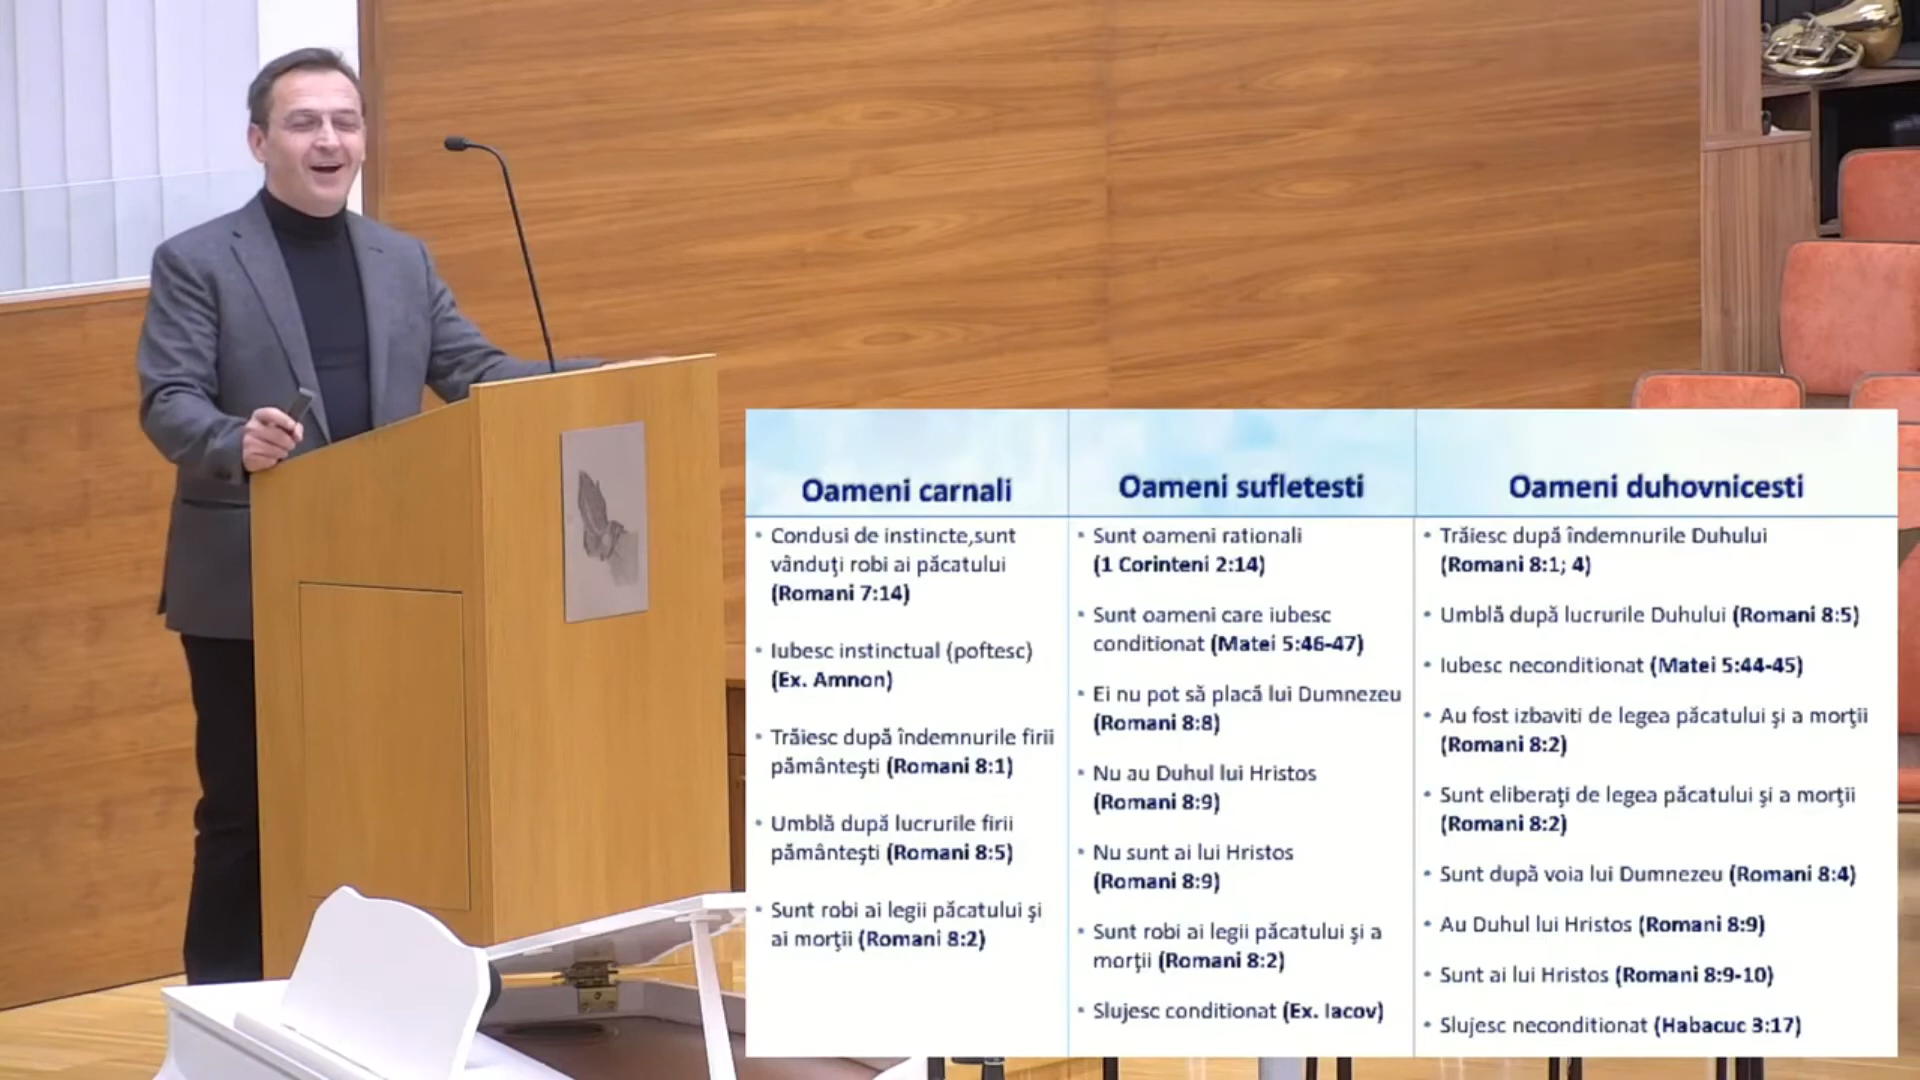 Oameni carnali
• Condusi de instincte,sunt
vânduţi robi ai păcatului
(Romani 7:14)
• Iubesc instinctual (poftesc)
(Ex. Amnon)
• Trăiesc după îndemnurile firii
pământeşti (Romani 8:1)
• Umblă după lucrurile firii
pământeşti (Romani 8:5)
• Sunt robi ai legii păcatului şi
ai morţii (Romani 8:2)
Oameni sufletesti
• Sunt oameni rationali
(1 Corinteni 2:14)
• Sunt oameni care iubesc
conditionat (Matei 5:46-47)
• Ei nu pot să placă lui Dumnezeu
(Romani 8:8)
• Nu au Duhul lui Hristos
(Romani 8:9)
• Nu sunt ai lui Hristos
(Romani 8:9)
• Sunt robi ai legii păcatului şi a
morţii (Romani 8:2)
• Slujesc conditionat (Ex. Iacov)
Oameni duhovnicesti
• Trăiesc după îndemnurile Duhului
(Romani 8:1; 4)
• Umblă după lucrurile Duhului (Romani 8:5)
• Iubesc neconditionat (Matei 5:44-45)
• Au fost izbaviti de legea păcatului şi a morţii
(Romani 8:2)
• Sunt eliberaţi de legea păcatului şi a morţii
(Romani 8:2)
• Sunt după voia lui Dumnezeu (Romani 8:4)
• Au Duhul lui Hristos (Romani 8:9)
• Sunt ai lui Hristos (Romani 8:9-10)
• Slujesc neconditionat (Habacuc 3:17)